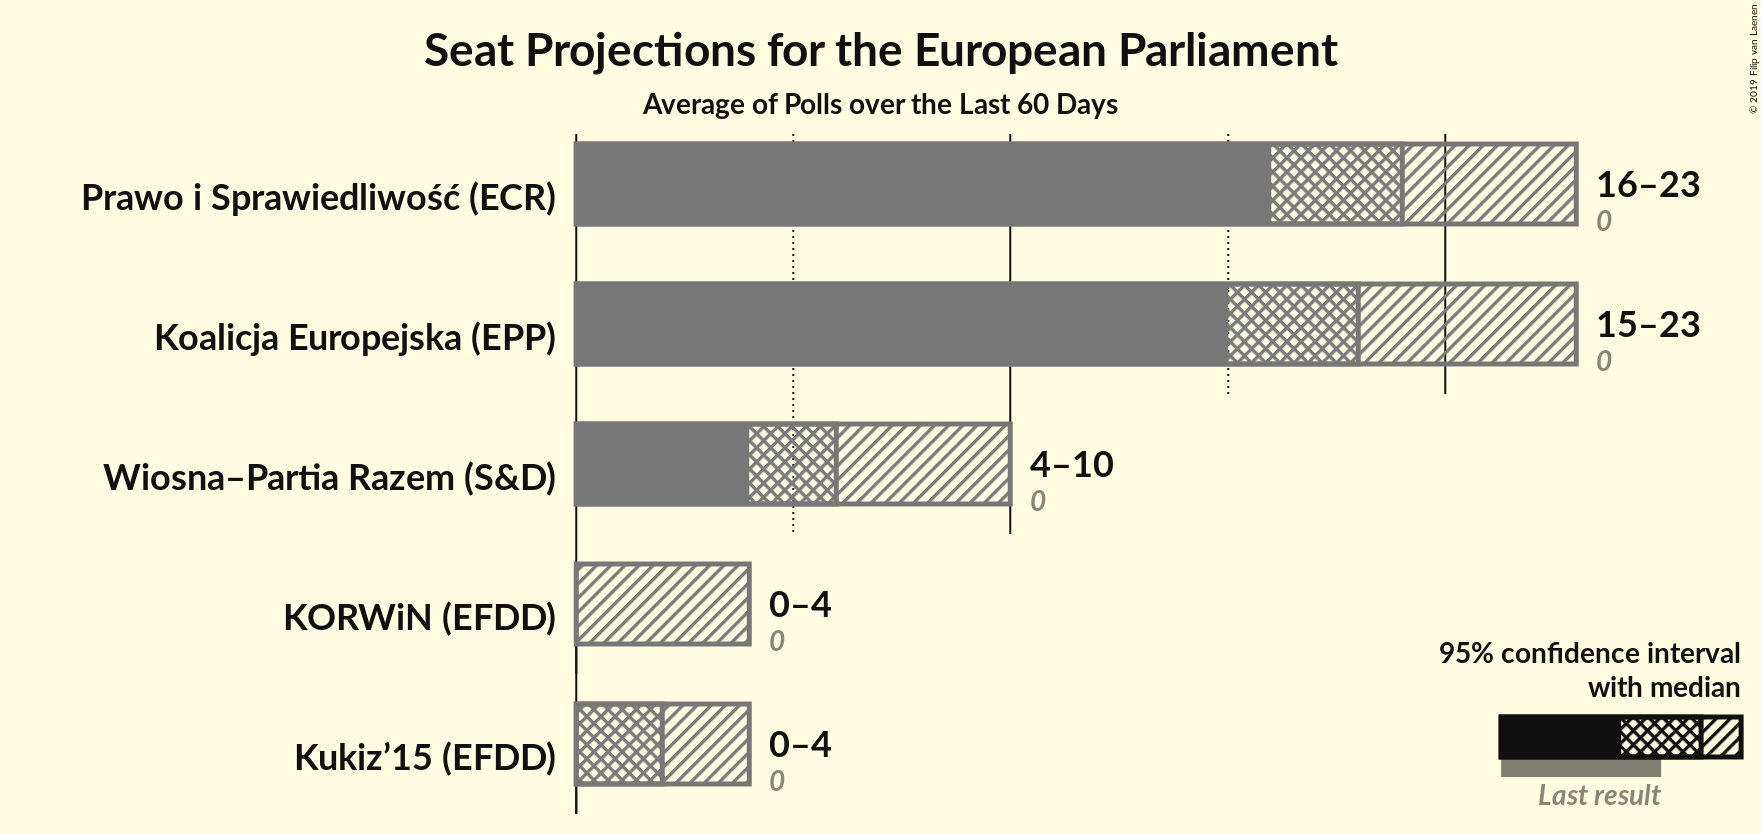 Seat Projections for the European Parliament
Average of Polls over the Last 60 Days
© 2019 Filip van Laenen
Prawo i Sprawiedliwość (ECR)
16–23
0
Koalicja Europejska (EPP)
15–23
0
Wiosna–Partia Razem (S&D)
4–10
0
KORWiN (EFDD)
0–4
0
Kukiz’15 (EFDD)
0–4
0
95% confidence interval
with median
Last result